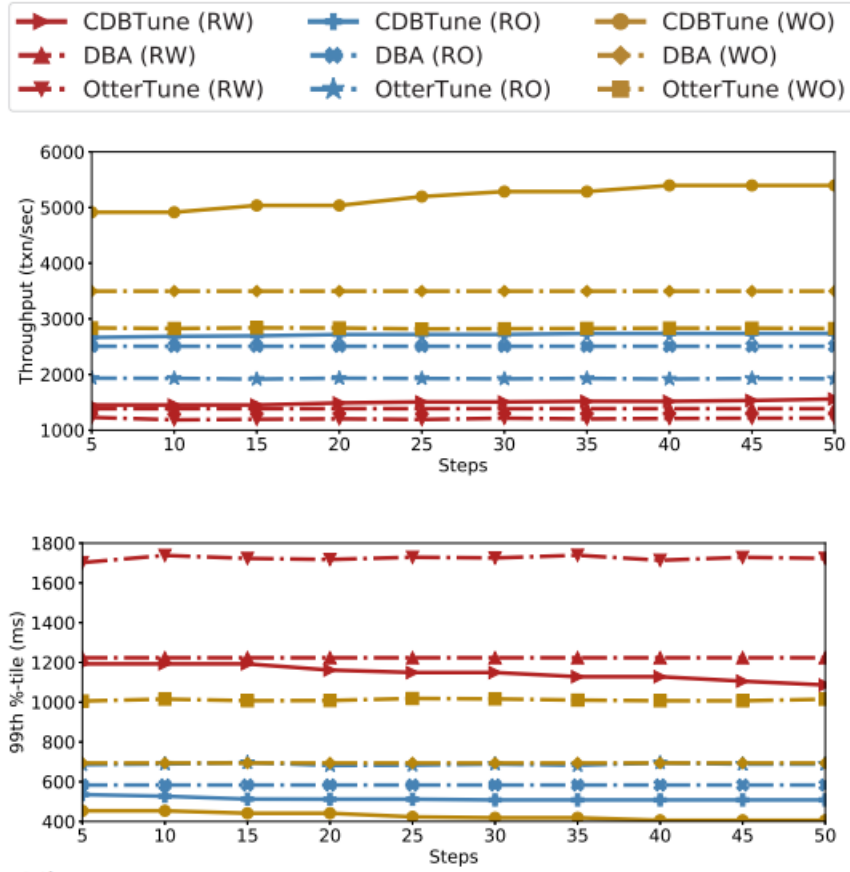 CDBTune (RW) CDBTune (RO) CDBTune (WO)
DBA (RW) DBA (RO) DBA (WO)
OtterTune (RW) OtterTune (RO) OtterTune (WO)
6000
5000
4000
3000
2000
1000
Throughput (txn/sec)
5 10 15 20 25 30 35 40 45 50
Steps
1800
1600
1400
1200
1000
800
600
400
99th %-tile (ms)
5 10 15 20 25 30 35 40 45 50
Steps